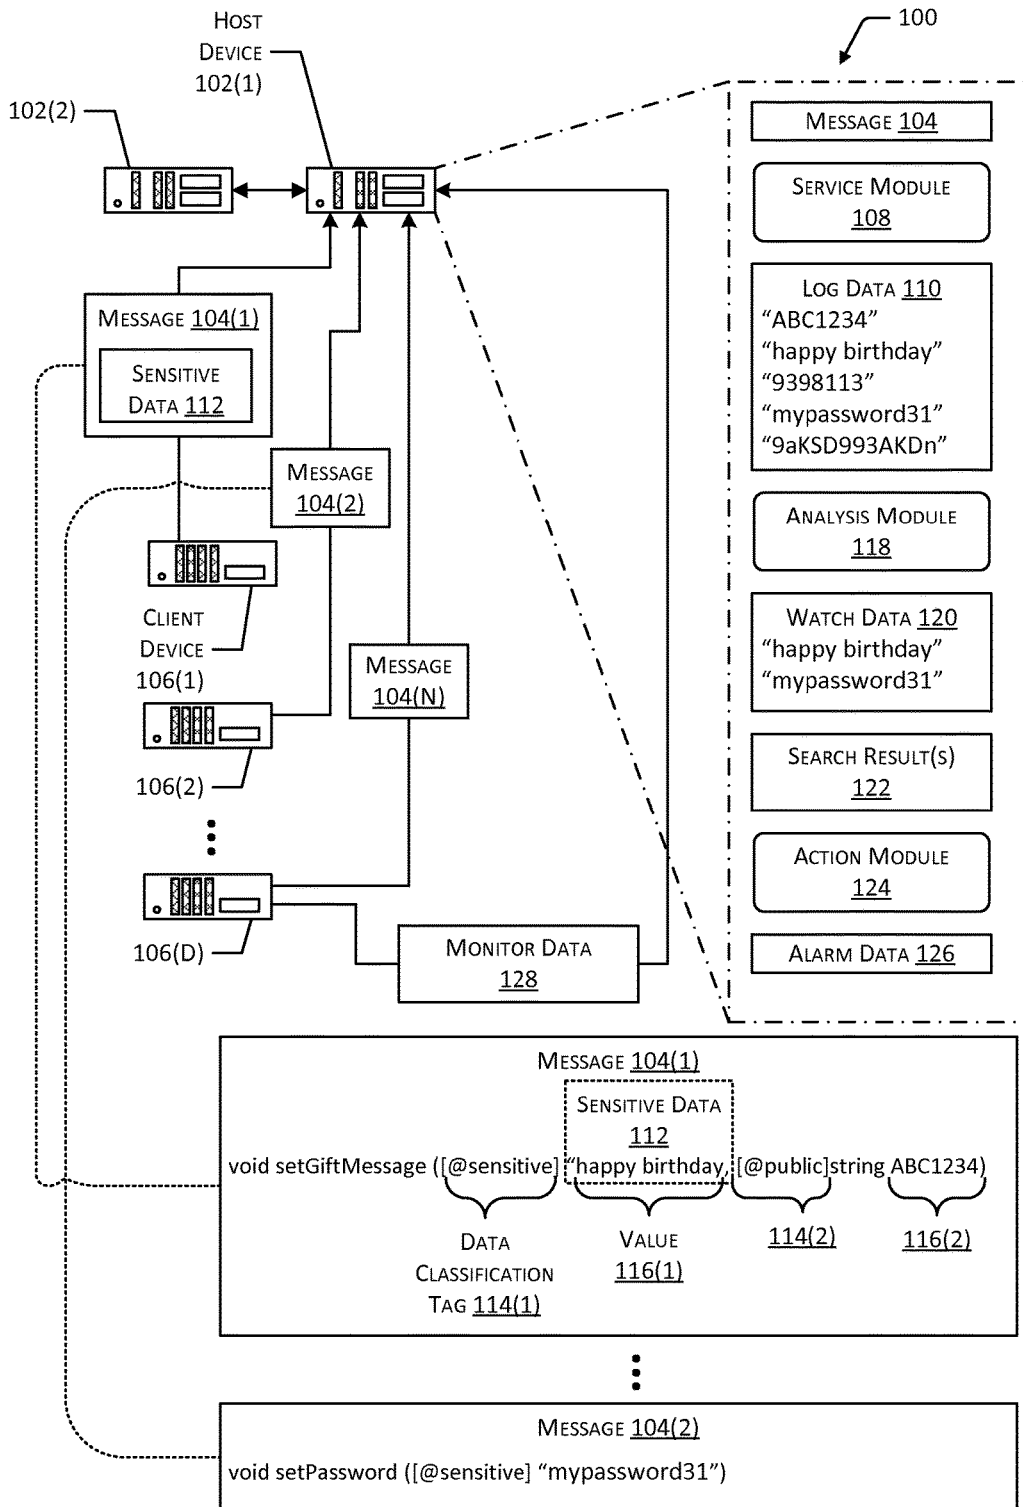 100
HOST
DEVICE
102(1)
102(2)
MESSAGE 104
SERVICE MODULE
108
LOG DATA 110
“ABC1234”
“happy birthday”
“9398113”
“mypassword31”
“9aKSD993AKDn”
ANALYSIS MODULE
118
WATCH DATA 120
“happy birthday”
“mypassword31”
SEARCH RESULT(S)
122
ACTION MODULE
124
ALARM DATA 126
MESSAGE 104(1)
SENSITIVE
DATA 112
MESSAGE
104(2)
CLIENT
DEVICE
106(1)
MESSAGE
104(N)
106(2)
106(D)
MONITOR DATA
128
MESSAGE 104(1)
SENSITIVE DATA
112
void setGiftMessage ([@sensitive] “happy birthday, [@public]string ABC1234)
DATA
CLASSIFICATION
TAG 114(1)
VALUE
116(1)
114(2)
116(2)
MESSAGE 104(2)
void setPassword ([@sensitive] “mypassword31”)